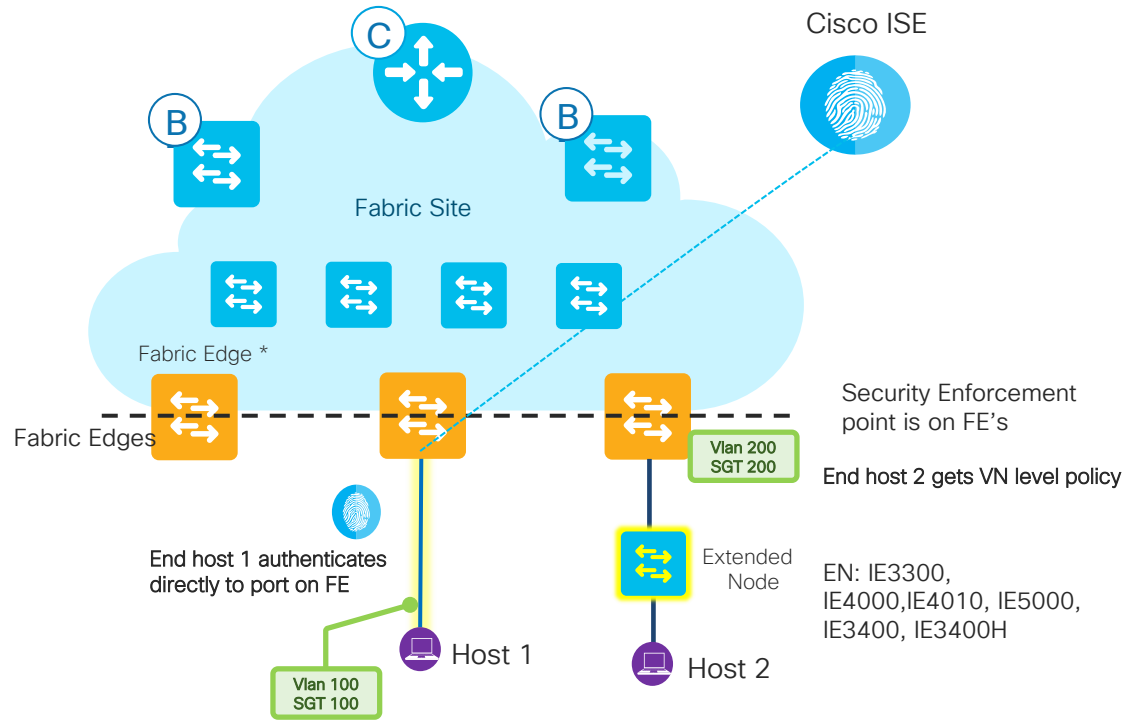 Cisco ISE
C
B
B
Fabric Site
Fabric Edge *
Fabric Edges
Security Enforcement
point is on FE's
Vlan 200
SGT 200
End host 2 gets VN level policy
End host 1 authenticates
directly to port on FE
Extended
Node
EN: IE3300,
IE4000,IE4010, IE5000,
IE3400, IE3400H
Host 1
Host 2
Vlan 100
SGT 100